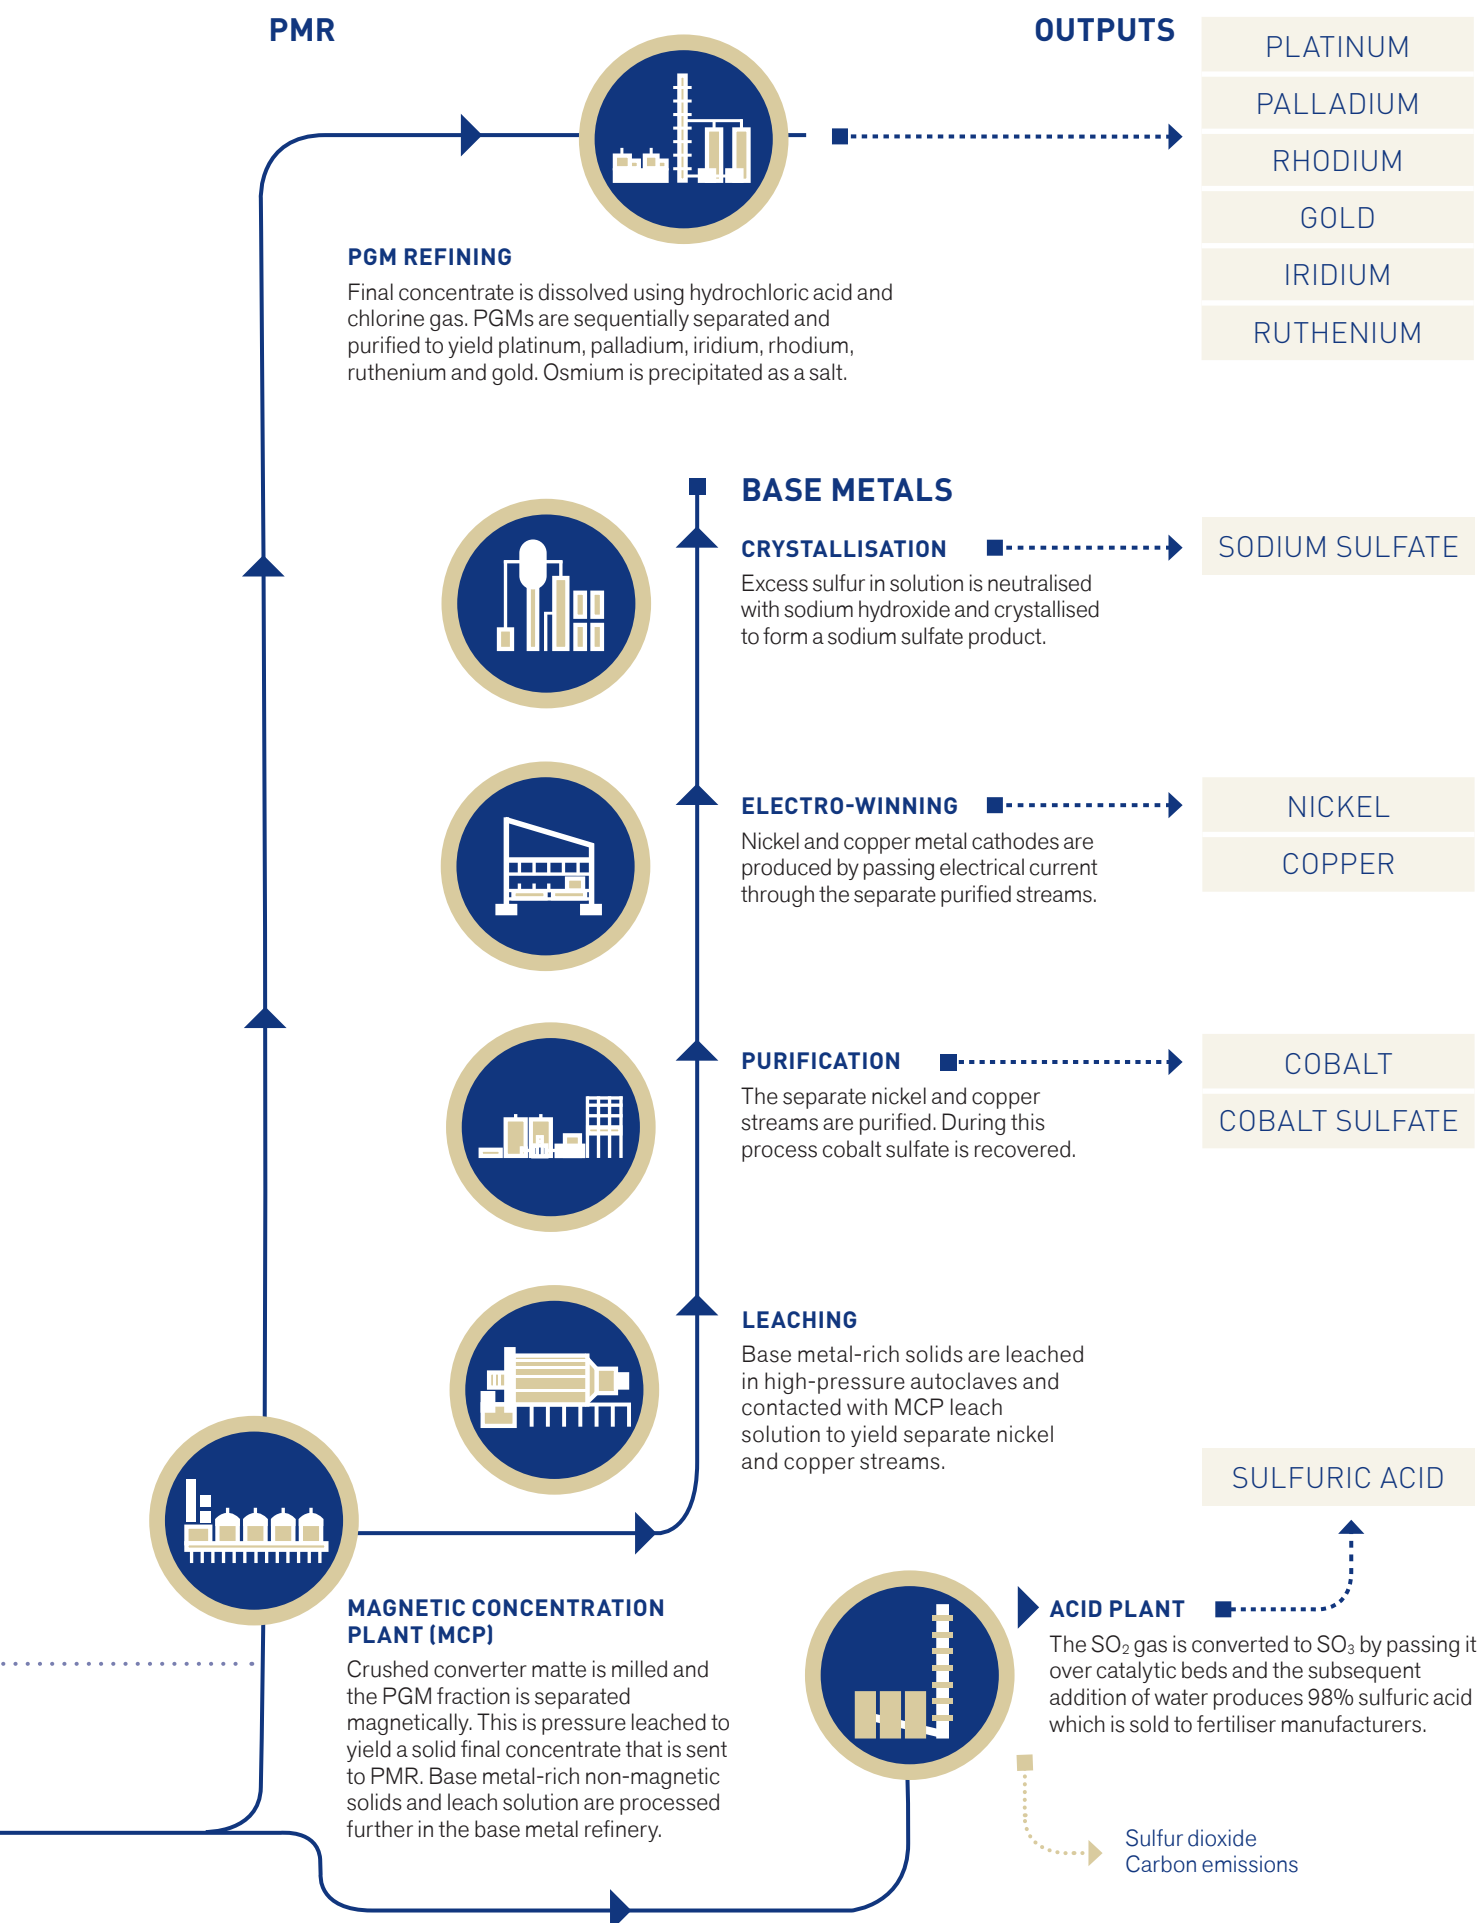 PMR
OUTPUTS
PLATINUM
PALLADIUM
RHODIUM
GOLD
IRIDIUM
RUTHENIUM
PGM REFINING
Final concentrate is dissolved using hydrochloric acid and
chlorine gas. PGMs are sequentially separated and
purified to yield platinum, palladium, iridium, rhodium,
ruthenium and gold. Osmium is precipitated as a salt.
BASE METALS
CRYSTALLISATION
Excess sulfur in solution is neutralised
with sodium hydroxide and crystallised
to form a sodium sulfate product.
SODIUM SULFATE
ELECTRO-WINNING
Nickel and copper metal cathodes are
produced by passing electrical current
through the separate purified streams.
NICKEL
COPPER
PURIFICATION
The separate nickel and copper
streams are purified. During this
process cobalt sulfate is recovered.
COBALT
COBALT SULFATE
LEACHING
Base metal-rich solids are leached
in high-pressure autoclaves and
contacted with MCP leach
solution to yield separate nickel
and copper streams.
SULFURIC ACID
MAGNETIC CONCENTRATION
PLANT (MCP)
Crushed converter matte is milled and
the PGM fraction is separated
magnetically. This is pressure leached to
yield a solid final concentrate that is sent
to PMR. Base metal-rich non-magnetic
solids and leach solution are processed
further in the base metal refinery.
ACID PLANT
The SO₂ gas is converted to SO₃ by passing it
over catalytic beds and the subsequent
addition of water produces 98% sulfuric acid
which is sold to fertiliser manufacturers.
Sulfur dioxide
Carbon emissions